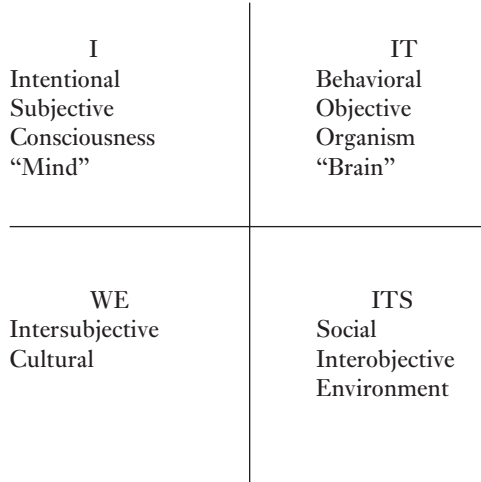 I
Intentional
Subjective
Consciousness
“Mind”
IT
Behavioral
Objective
Organism
“Brain”
WE
Intersubjective
Cultural
ITS
Social
Interobjective
Environment